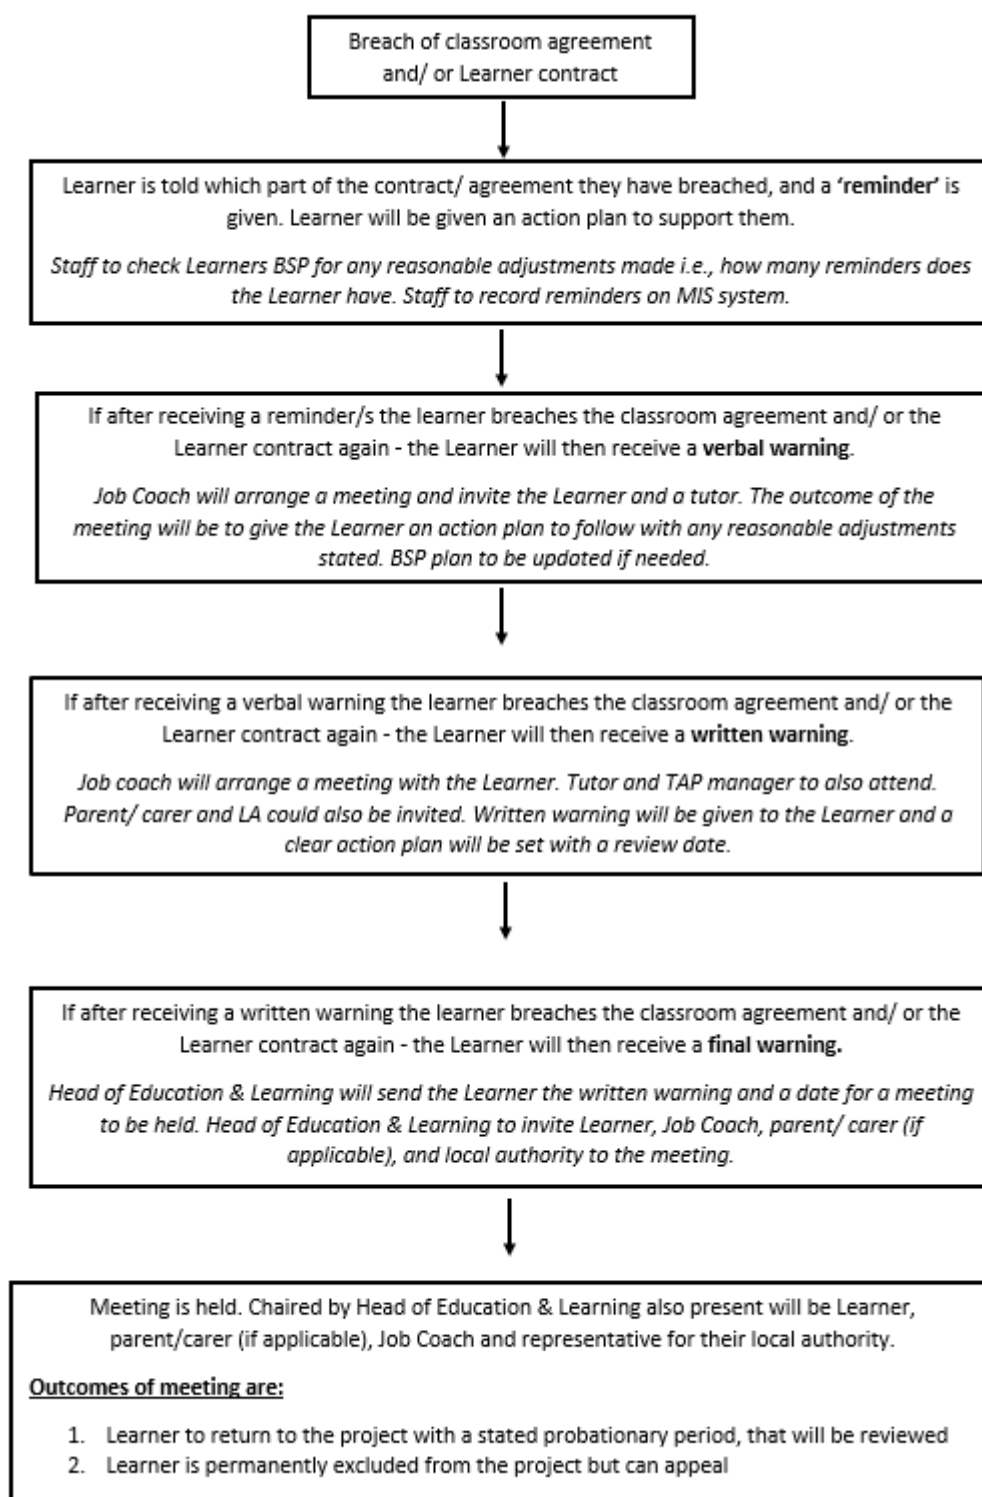 Breach of classroom agreement
and/ or Learner contract
Learner is told which part of the contract/ agreement they have breached, and a ‘reminder’ is
given. Learner will be given an action plan to support them.
Staff to check Learners BSP for any reasonable adjustments made i.e., how many reminders does
the Learner have. Staff to record reminders on MIS system.
If after receiving a reminder/s the learner breaches the classroom agreement and/ or the
Learner contract again - the Learner will then receive a verbal warning.
Job Coach will arrange a meeting and invite the Learner and a tutor. The outcome of the
meeting will be to give the Learner an action plan to follow with any reasonable adjustments
stated. BSP plan to be updated if needed.
If after receiving a verbal warning the learner breaches the classroom agreement and/ or the
Learner contract again - the Learner will then receive a written warning.
Job coach will arrange a meeting with the Learner. Tutor and TAP manager to also attend.
Parent/ carer and LA could also be invited. Written warning will be given to the Learner and a
clear action plan will be set with a review date.
If after receiving a written warning the learner breaches the classroom agreement and/ or the
Learner contract again - the Learner will then receive a final warning.
Head of Education & Learning will send the Learner the written warning and a date for a meeting
to be held. Head of Education & Learning to invite Learner, Job Coach, parent/ carer (if
applicable), and local authority to the meeting.
Meeting is held. Chaired by Head of Education & Learning also present will be Learner,
parent/carer (if applicable), Job Coach and representative for their local authority.
Outcomes of meeting are:
1. Learner to return to the project with a stated probationary period, that will be reviewed
2. Learner is permanently excluded from the project but can appeal